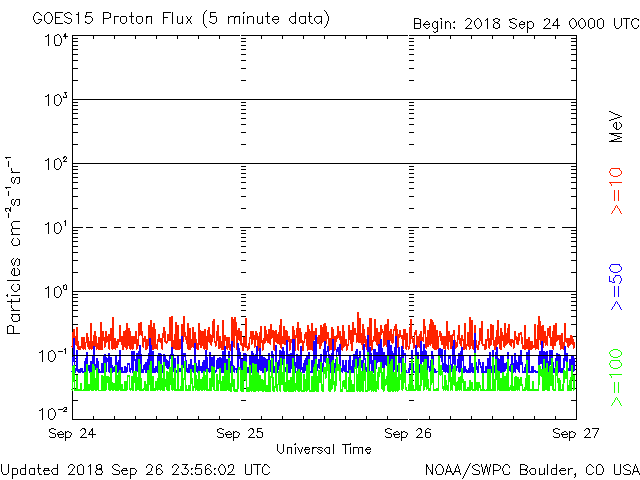 GOES15 Proton Flux (5 minute data)
Begin: 2018 Sep 24 0000 UTC
10⁴
10³
10²
10¹
10⁰
10⁻¹
10⁻²
Particles cm⁻²s⁻¹sr⁻¹
MeV
>=10
>=50
>=100
Sep 24
Sep 25
Sep 26
Sep 27
Universal Time
Updated 2018 Sep 26 23:56:02 UTC
NOAA/SWPC Boulder, CO USA